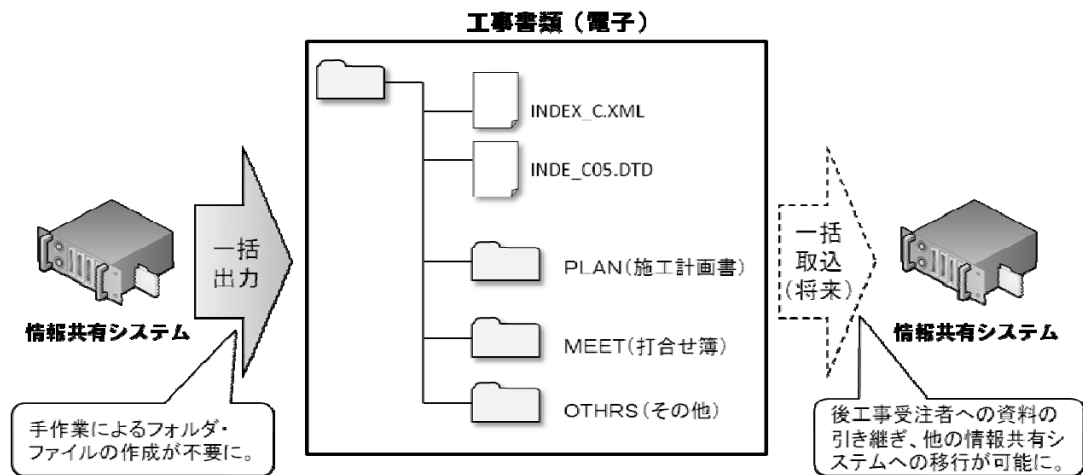 工事書類（電子）
INDEX_C.XML
INDE_C05.DTD
PLAN(施工計画書)
MEET(打合せ簿)
OTHRS(その他)
一括
出力
情報共有システム
手作業によるフォルダ・
ファイルの作成が不要に。
一括
取込
(将来)
情報共有システム
後工事受注者への資料の
引き継ぎ、他の情報共有シ
ステムへの移行が可能に。